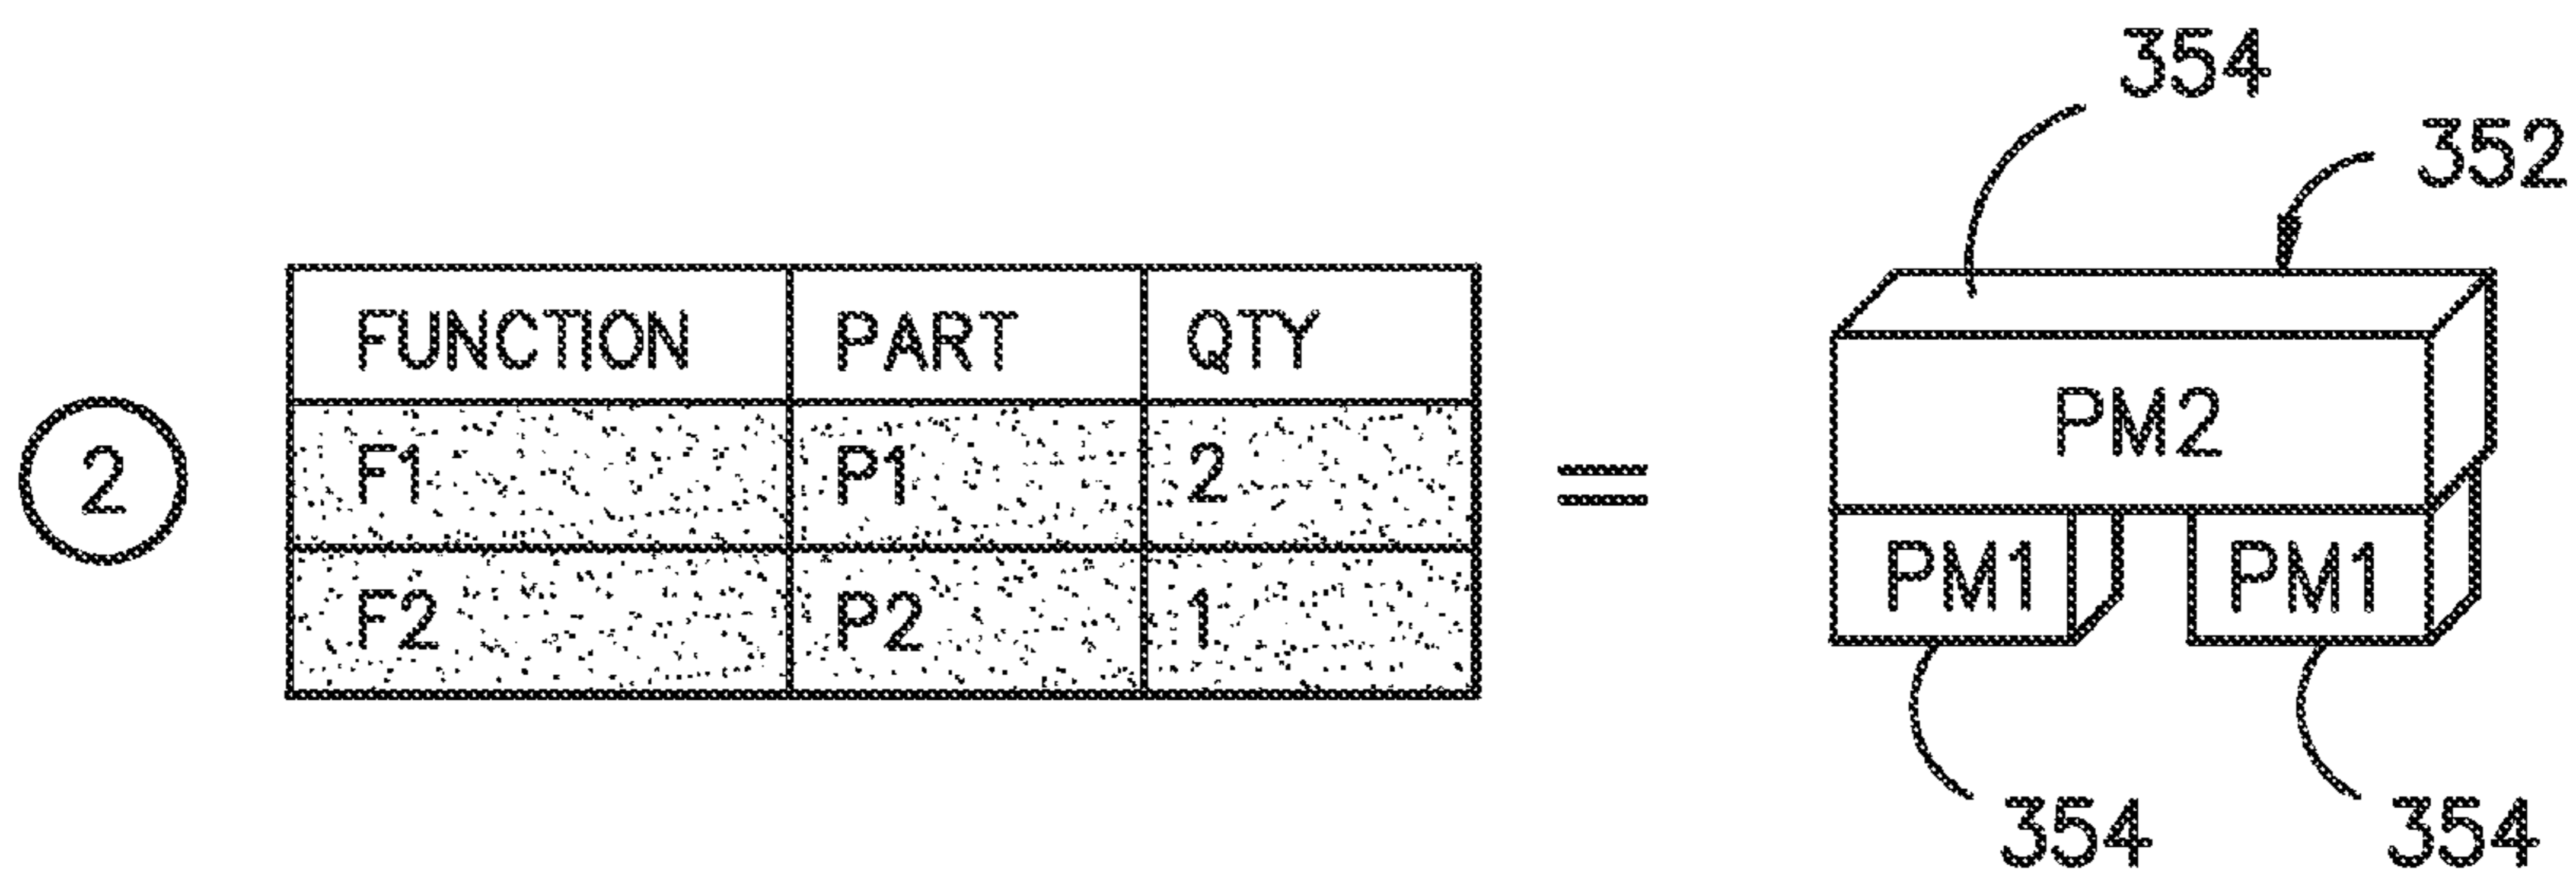 354
352
FUNCTION PART QTY
2
F1 P1 2
F2 P2 1
=
PM2
PM1 PM1
354 354